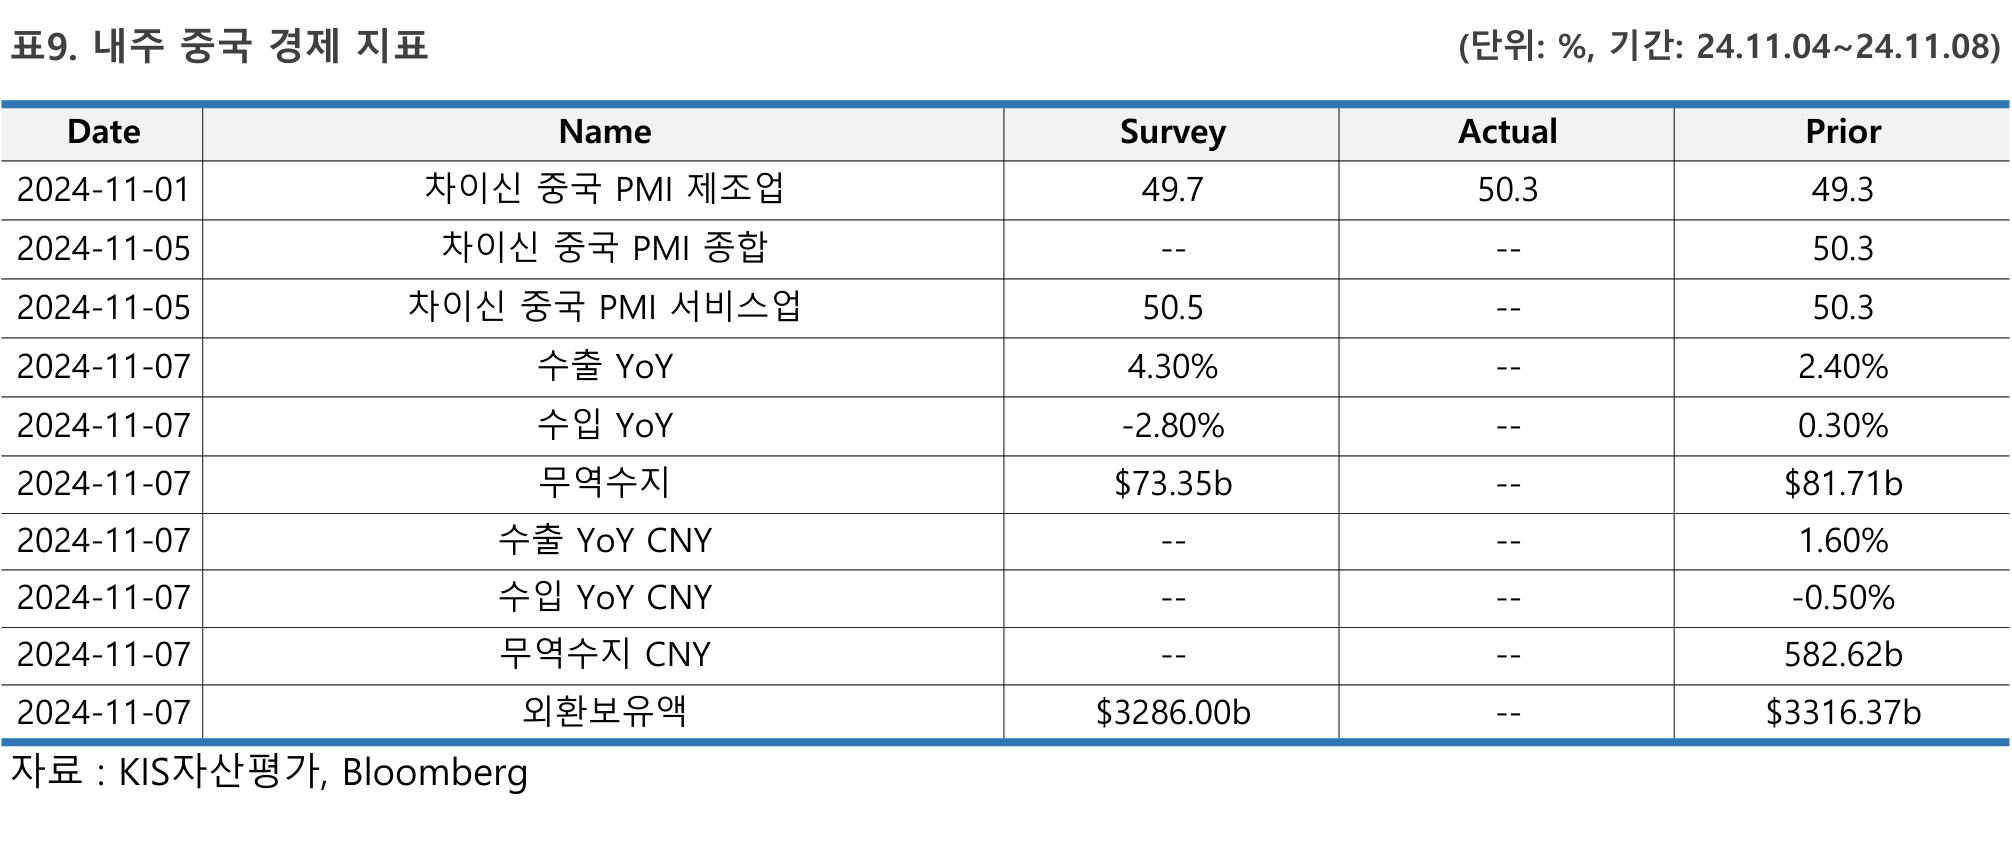 표9. 내주 중국 경제 지표 (단위: %, 기간: 24.11.04~24.11.08)
Date Name Survey Actual Prior
2024-11-01 차이신 중국 PMI 제조업 49.7 50.3 49.3
2024-11-05 차이신 중국 PMI 종합 -- -- 50.3
2024-11-05 차이신 중국 PMI 서비스업 50.5 -- 50.3
2024-11-07 수출 YoY 4.30% -- 2.40%
2024-11-07 수입 YoY -2.80% -- 0.30%
2024-11-07 무역수지 $73.35b -- $81.71b
2024-11-07 수출 YoY CNY -- -- 1.60%
2024-11-07 수입 YoY CNY -- -- -0.50%
2024-11-07 무역수지 CNY -- -- 582.62b
2024-11-07 외환보유액 $3286.00b -- $3316.37b
자료 : KIS자산평가, Bloomberg